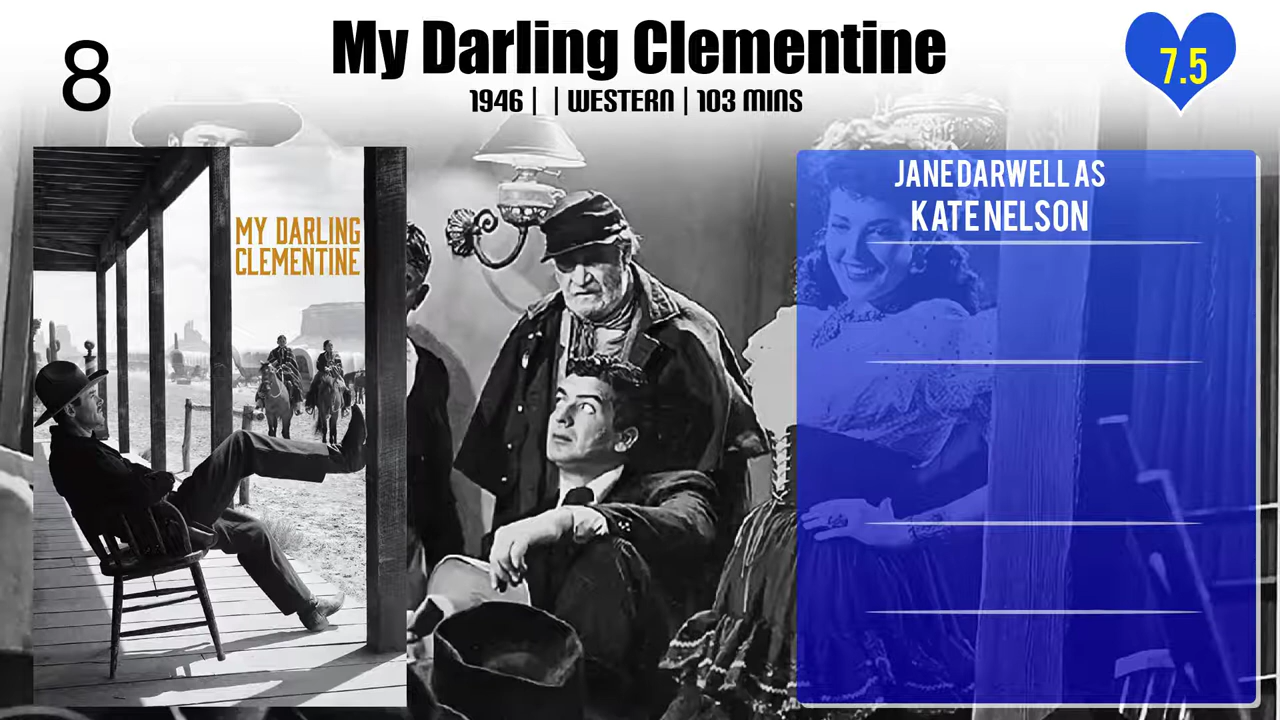 8
My Darling Clementine
1946 | | WESTERN | 103 MINS
7.5
MY DARLING
CLEMENTINE
JANE DARWELL AS
KATE NELSON